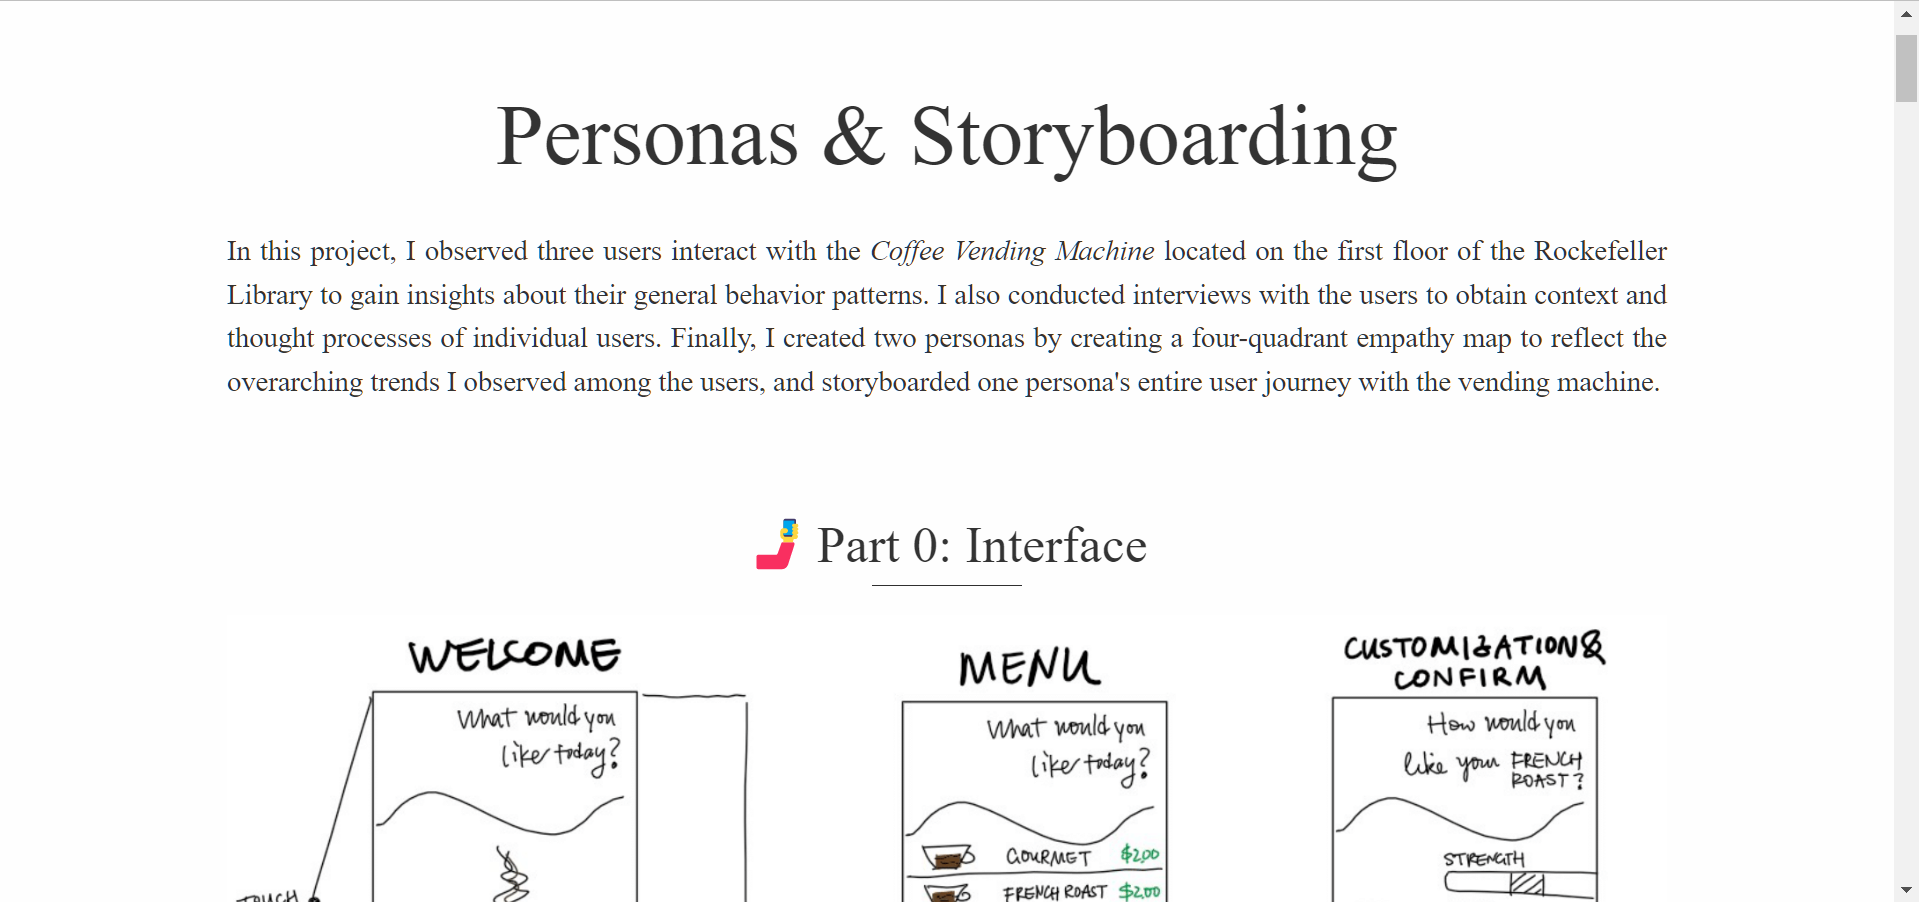 Personas & Storyboarding
In this project, I observed three users interact with the Coffee Vending Machine located on the first floor of the Rockefeller
Library to gain insights about their general behavior patterns. I also conducted interviews with the users to obtain context and
thought processes of individual users. Finally, I created two personas by creating a four-quadrant empathy map to reflect the
overarching trends I observed among the users, and storyboarded one persona's entire user journey with the vending machine.
Part 0: Interface
WELCOME
What would you
like today?
TOUCH
MENU
What would you
like today?
GOURMET $2.00
FRENCH ROAST $2.00
CUSTOMIZATION &
CONFIRM
How would you
like your FRENCH
ROAST?
STRENGTH